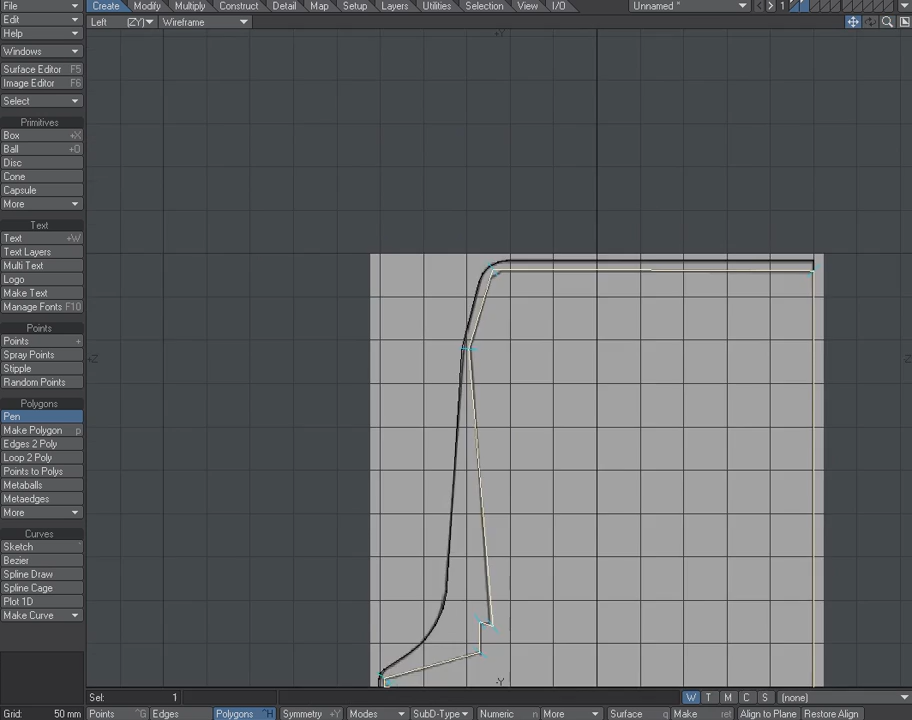 File Create Modify Multiply Construct Detail Map Setup Layers Utilities Selection View I/O Unnamed * 1
Edit Left (ZY) Wireframe
Help
Windows
Surface Editor F5
Image Editor F6
Select
Primitives
Box +X
Ball +O
Disc
Cone
Capsule
More
Text
Text +W
Text Layers
Multi Text
Logo
Make Text
Manage Fonts F10
Points
Points +
Spray Points
Stipple
Random Points
Polygons
Pen
Make Polygon p
Edges 2 Poly
Loop 2 Poly
Points to Polys
Metaballs
Metaedges
More
Curves
Sketch
Bezier
Spline Draw
Spline Cage
Plot 1D
Make Curve
+Y
-Y
Sel: 1 W T M C S (none)
Grid: 50 mm Points ^G Edges Polygons ^H Symmetry +Y Modes SubD-Type Numeric n More Surface q Make ret Align to Plane Restore Align